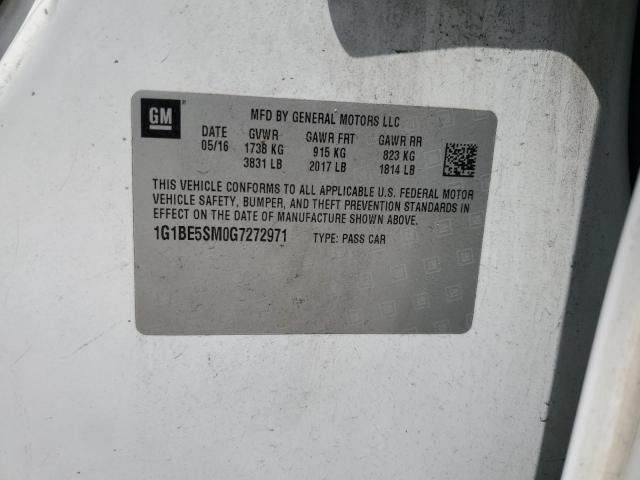 GM
MFD BY GENERAL MOTORS LLC
DATE GVWR GAWR FRT GAWR RR
05/16 1738 KG 915 KG 823 KG
3831 LB 2017 LB 1814 LB
THIS VEHICLE CONFORMS TO ALL APPLICABLE U.S. FEDERAL MOTOR
VEHICLE SAFETY, BUMPER, AND THEFT PREVENTION STANDARDS IN
EFFECT ON THE DATE OF MANUFACTURE SHOWN ABOVE.
1G1BE5SM0G7272971 TYPE: PASS CAR